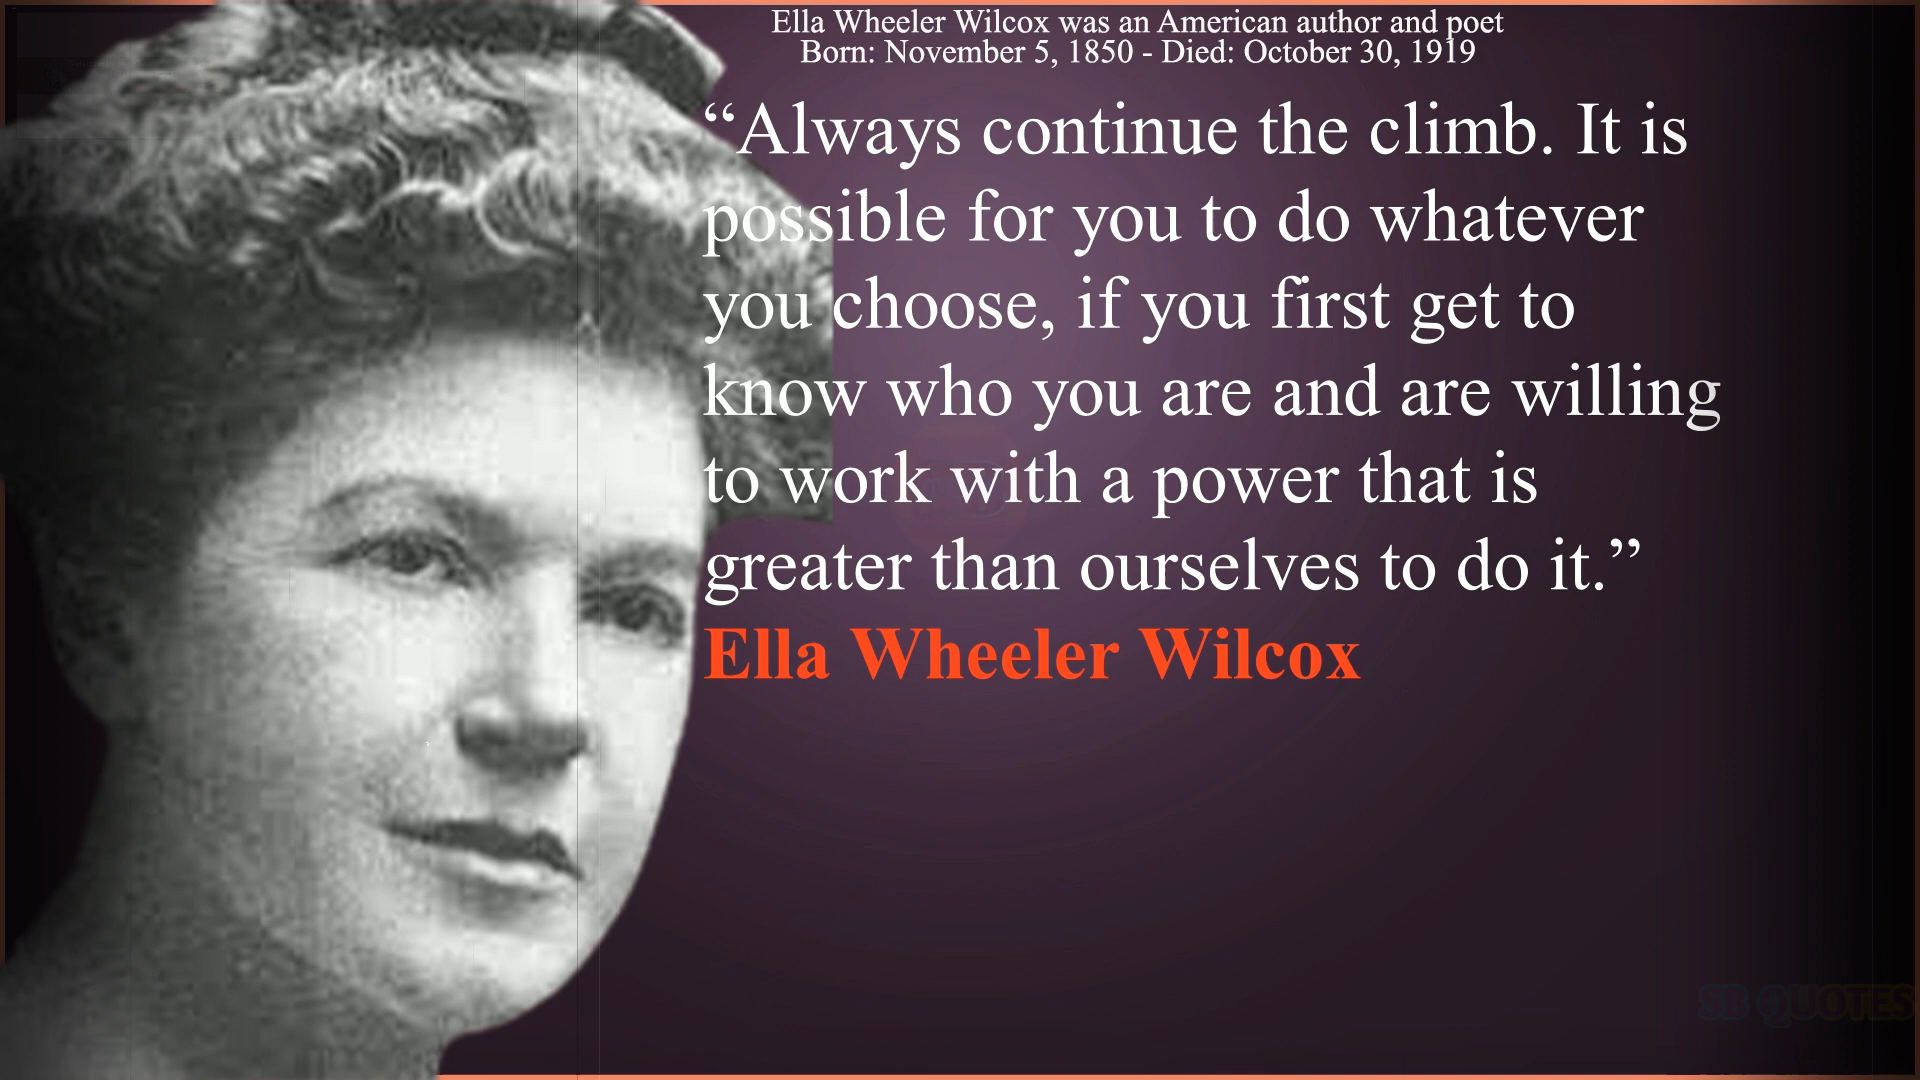 Ella Wheeler Wilcox was an American author and poet
Born: November 5, 1850 - Died: October 30, 1919
“Always continue the climb. It is
possible for you to do whatever
you choose, if you first get to
know who you are and are willing
to work with a power that is
greater than ourselves to do it.”
Ella Wheeler Wilcox
SB QUOTES